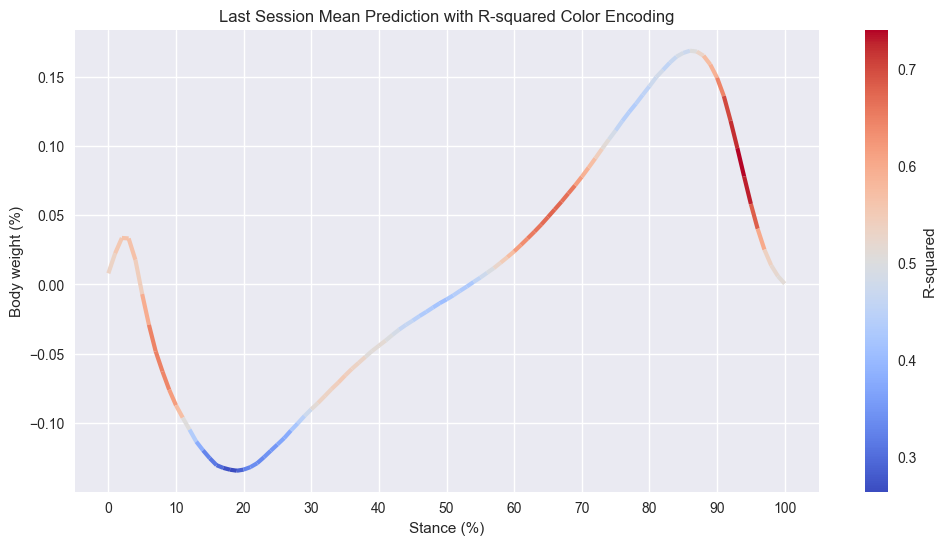 Last Session Mean Prediction with R-squared Color Encoding
Body weight (%)
0.15
0.10
0.05
0.00
−0.05
−0.10
0 10 20 30 40 50 60 70 80 90 100
Stance (%)
0.7
0.6
0.5
0.4
0.3
R-squared